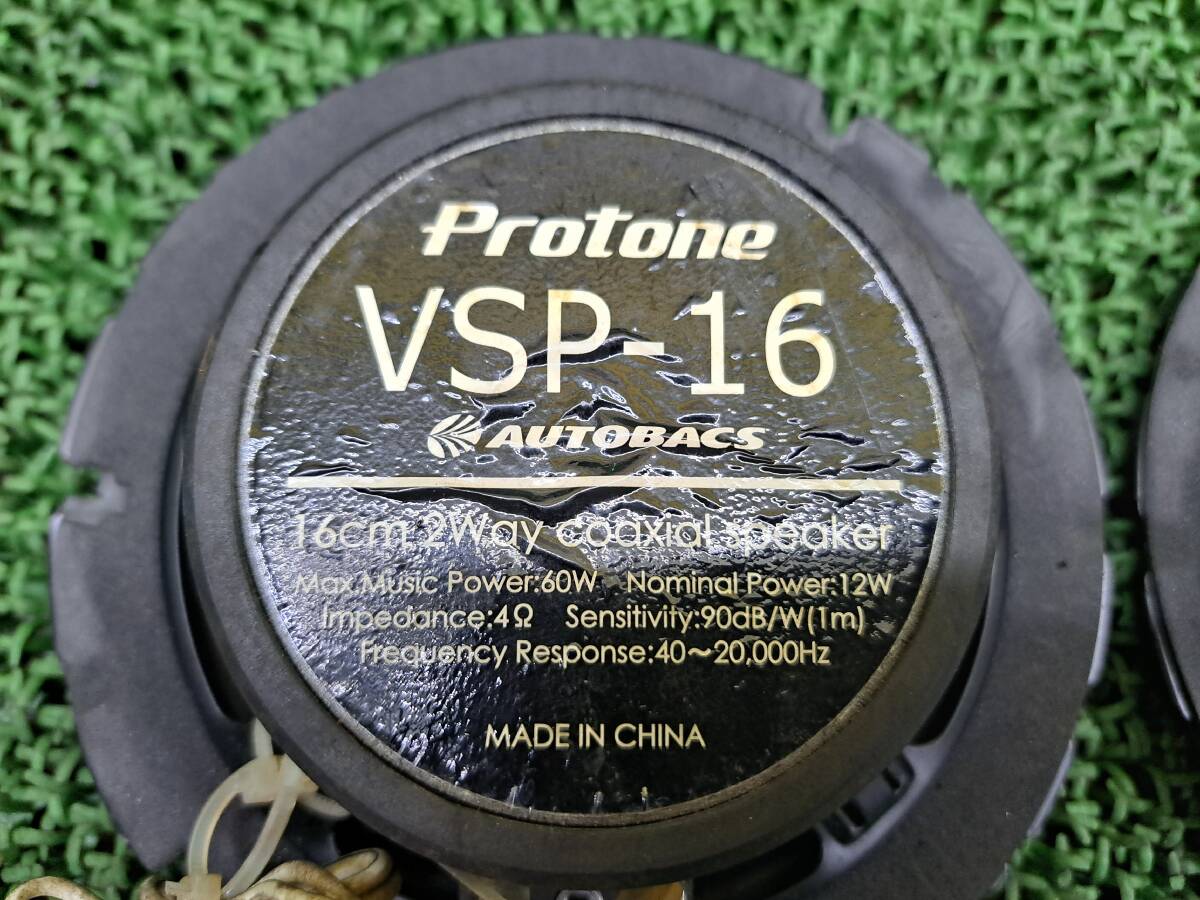 Protone
VSP-16
AUTOBACS
16cm 2Way coaxial speaker
Max.Music Power:60W Nominal Power:12W
Impedance:4Ω Sensitivity:90dB/W(1m)
Frequency Response:40～20,000Hz
MADE IN CHINA